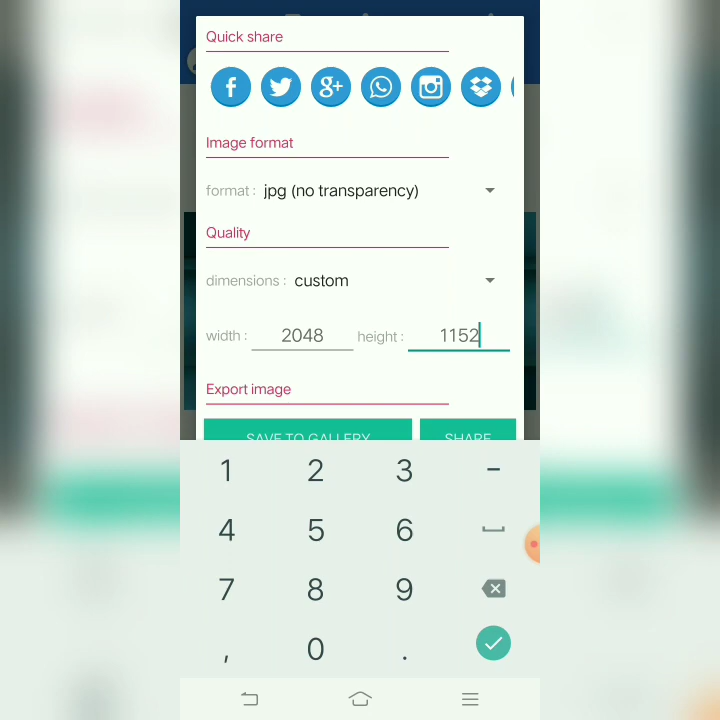 Quick share
Image format
format : jpg (no transparency)
Quality
dimensions : custom
width : 2048 height : 1152
Export image
SAVE TO GALLERY SHARE
1 2 3 -
4 5 6
7 8 9
, 0 .